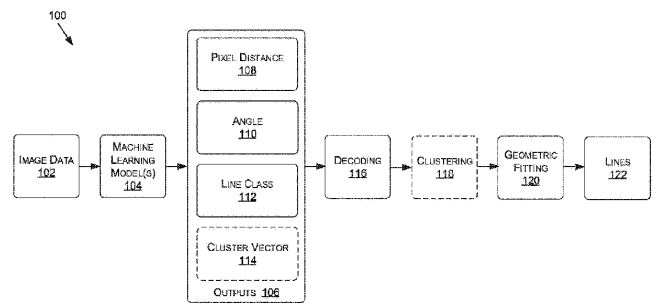 100
IMAGE DATA
102
MACHINE
LEARNING
MODEL(S)
104
PIXEL DISTANCE
108
ANGLE
110
LINE CLASS
112
CLUSTER VECTOR
114
OUTPUTS 106
DECODING
116
CLUSTERING
118
GEOMETRIC
FITTING
120
LINES
122